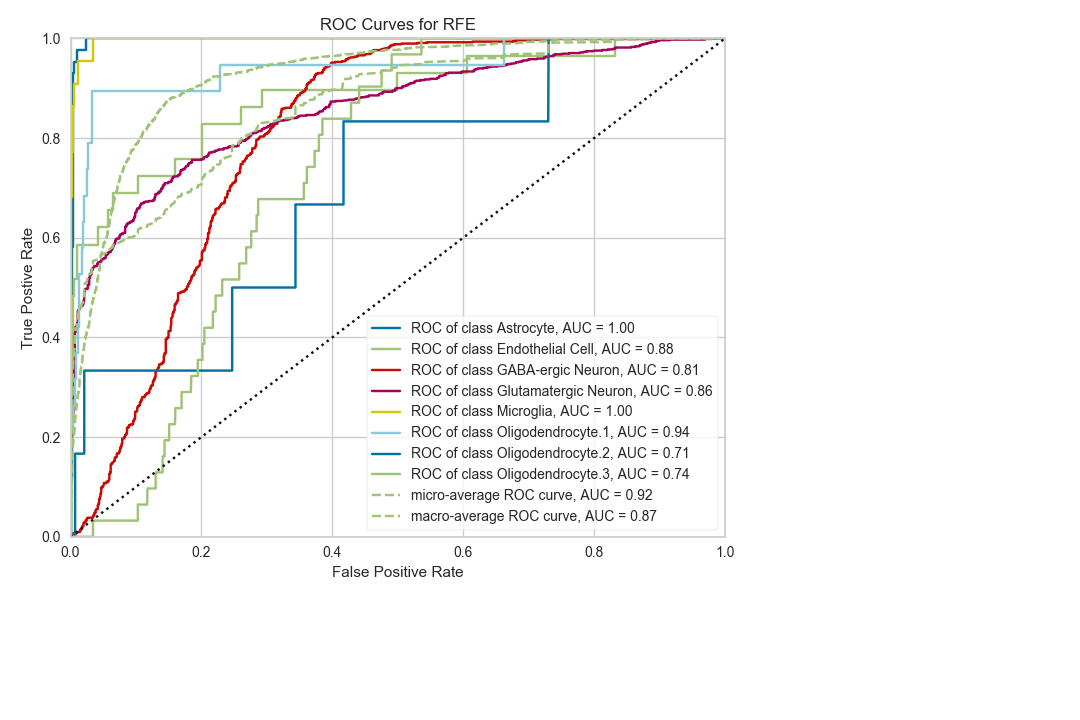 ROC Curves for RFE
1.0
0.8
0.6
0.4
0.2
0.0
True Postive Rate
ROC of class Astrocyte, AUC = 1.00
ROC of class Endothelial Cell, AUC = 0.88
ROC of class GABA-ergic Neuron, AUC = 0.81
ROC of class Glutamatergic Neuron, AUC = 0.86
ROC of class Microglia, AUC = 1.00
ROC of class Oligodendrocyte.1, AUC = 0.94
ROC of class Oligodendrocyte.2, AUC = 0.71
ROC of class Oligodendrocyte.3, AUC = 0.74
micro-average ROC curve, AUC = 0.92
macro-average ROC curve, AUC = 0.87
0.0 0.2 0.4 0.6 0.8 1.0
False Positive Rate